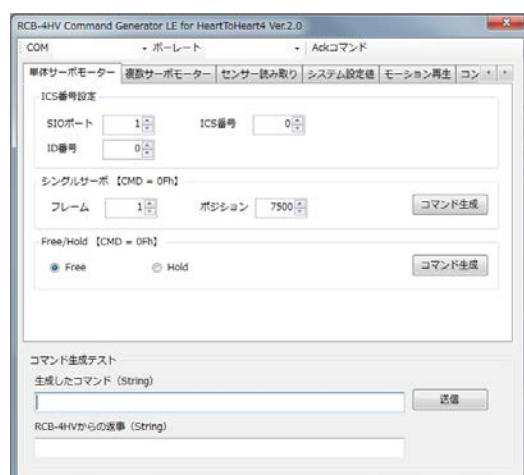 RCB-4HV Command Generator LE for HeartToHeart4 Ver.2.0
COM ボーレート Ackコマンド
単体サーボモーター 複数サーボモーター センサー読み取り システム設定値 モーション再生 コン
ICS番号設定
SIOポート 1 ICS番号 0
ID番号 0
シングルサーボ 【CMD = 0Fh】
フレーム 1 ポジション 7500 コマンド生成
Free/Hold 【CMD = 0Fh】
Free Hold コマンド生成
コマンド生成テスト
生成したコマンド (String)
送信
RCB-4HVからの返事 (String)